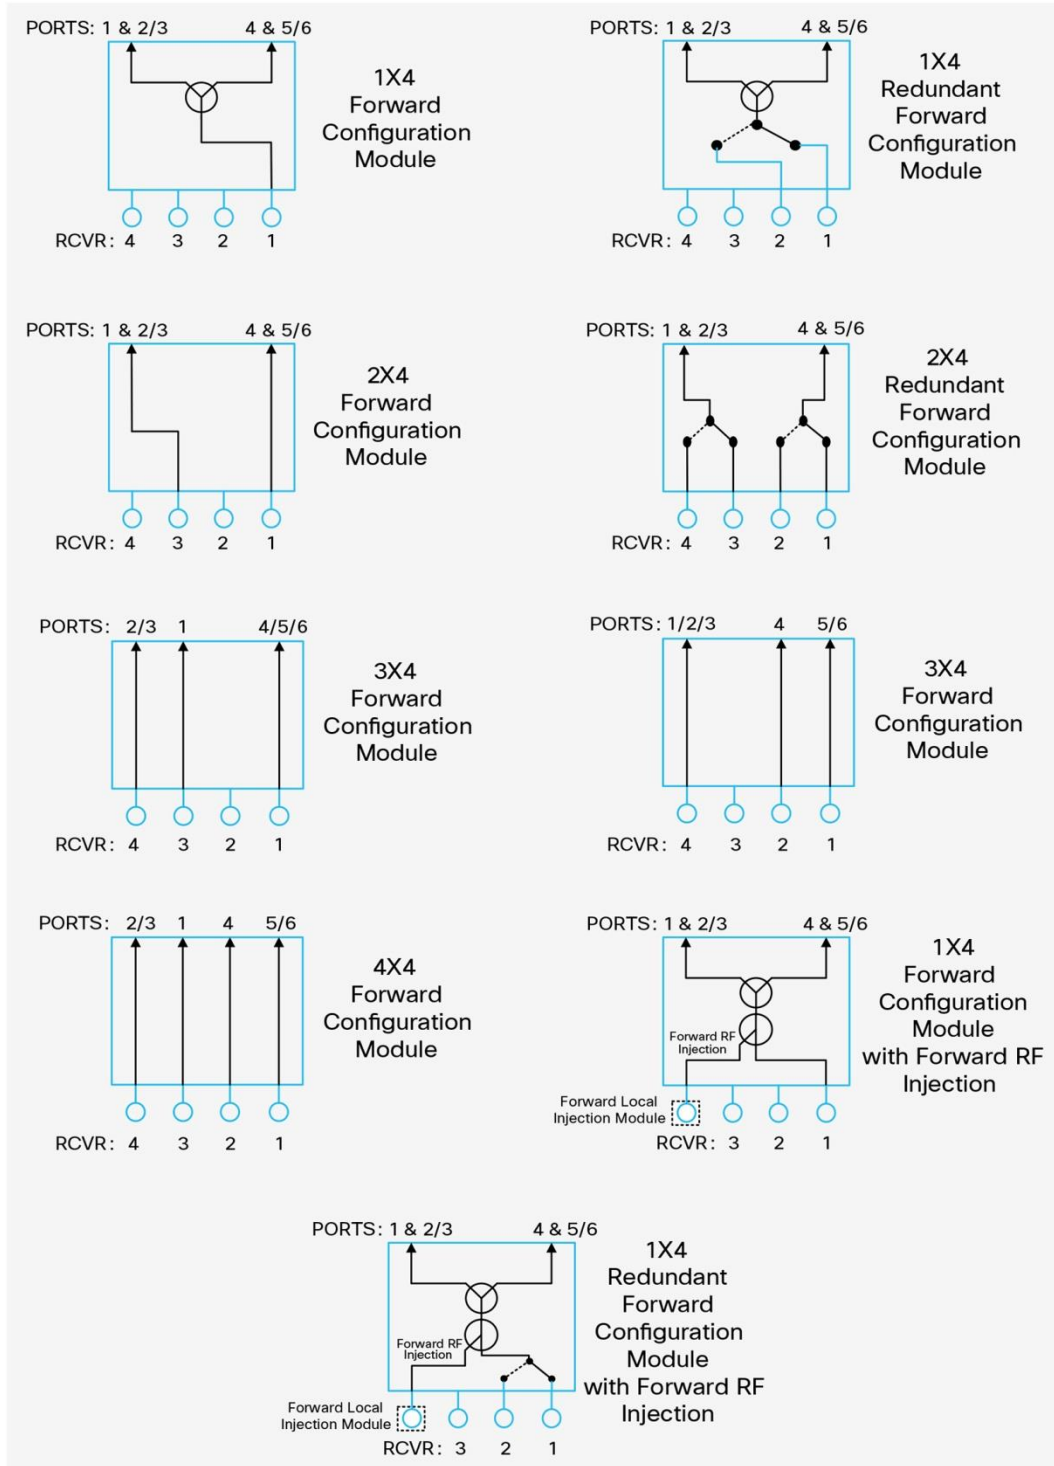 PORTS: 1 & 2/3 4 & 5/6
1X4
Forward
Configuration
Module
RCVR: 4 3 2 1
PORTS: 1 & 2/3 4 & 5/6
1X4
Redundant
Forward
Configuration
Module
RCVR: 4 3 2 1
PORTS: 1 & 2/3 4 & 5/6
2X4
Forward
Configuration
Module
RCVR: 4 3 2 1
PORTS: 1 & 2/3 4 & 5/6
2X4
Redundant
Forward
Configuration
Module
RCVR: 4 3 2 1
PORTS: 2/3 1 4/5/6
3X4
Forward
Configuration
Module
RCVR: 4 3 2 1
PORTS: 1/2/3 4 5/6
3X4
Forward
Configuration
Module
RCVR: 4 3 2 1
PORTS: 2/3 1 4 5/6
4X4
Forward
Configuration
Module
RCVR: 4 3 2 1
PORTS: 1 & 2/3 4 & 5/6
1X4
Forward
Configuration
Module
with Forward RF
Injection
Forward RF
Injection
Forward Local
Injection Module
RCVR: 3 2 1
PORTS: 1 & 2/3 4 & 5/6
1X4
Redundant
Forward
Configuration
Module
with Forward RF
Injection
Forward RF
Injection
Forward Local
Injection Module
RCVR: 3 2 1